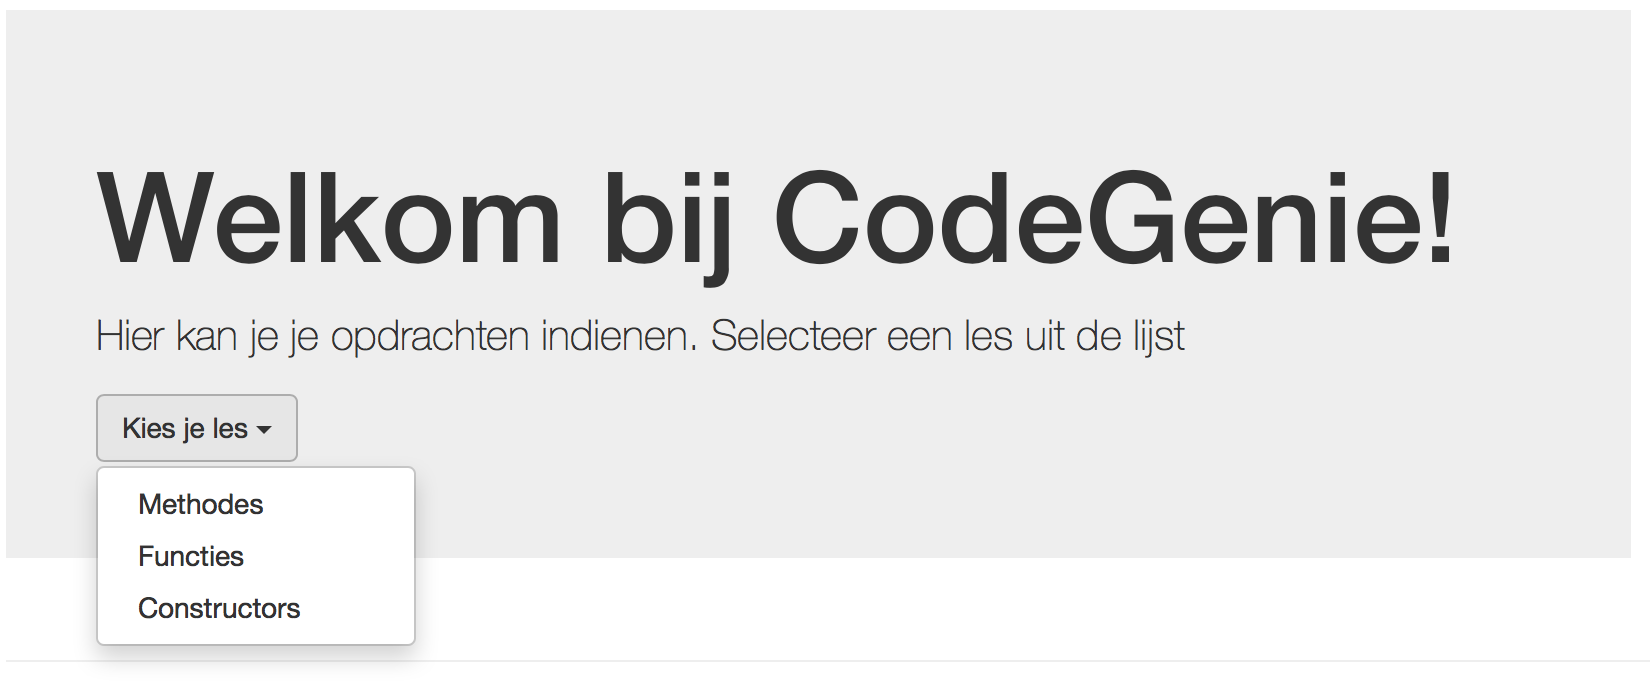 Welkom bij CodeGenie!
Hier kan je je opdrachten indienen. Selecteer een les uit de lijst
Kies je les
Methodes
Functies
Constructors